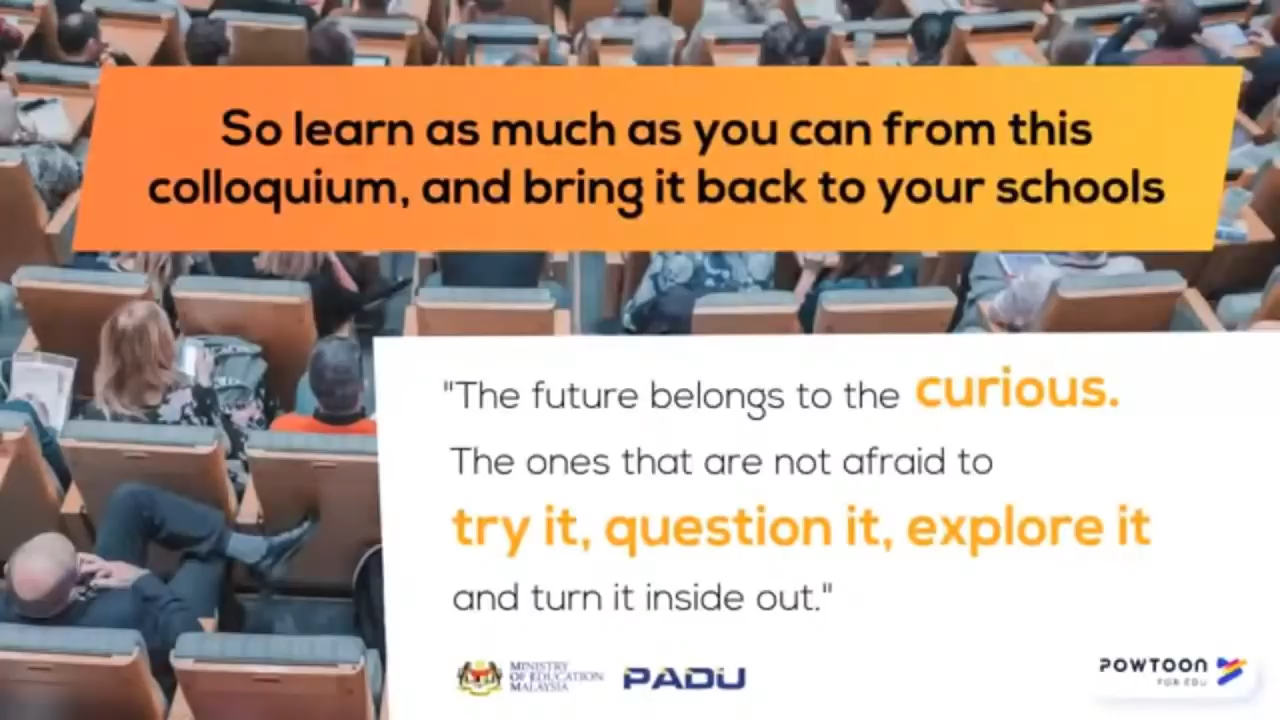 So learn as much as you can from this
colloquium, and bring it back to your schools
"The future belongs to the curious.
The ones that are not afraid to
try it, question it, explore it
and turn it inside out."
MINISTRY
OF EDUCATION
MALAYSIA
PADU
POWTOON
FOR EDU